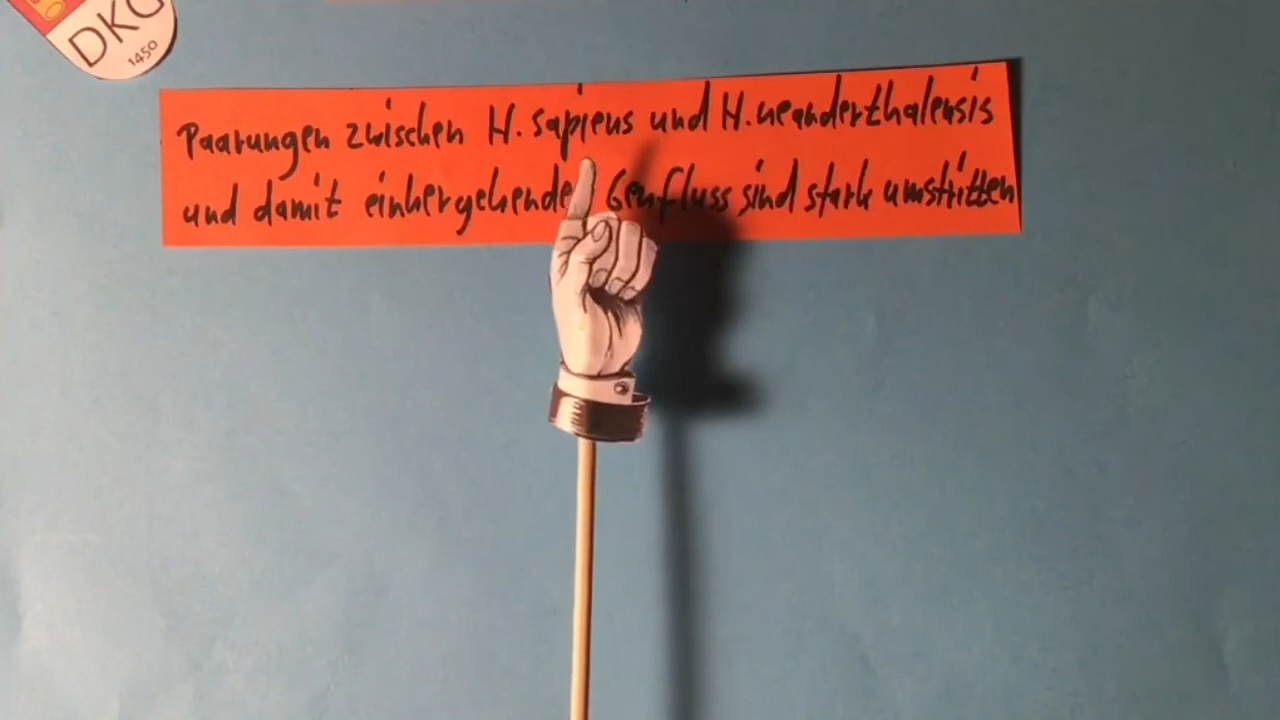 DKG
1450
Paarungen zwischen H. sapiens und H. neanderthalensis
und damit einhergehender Genfluss sind stark umstritten